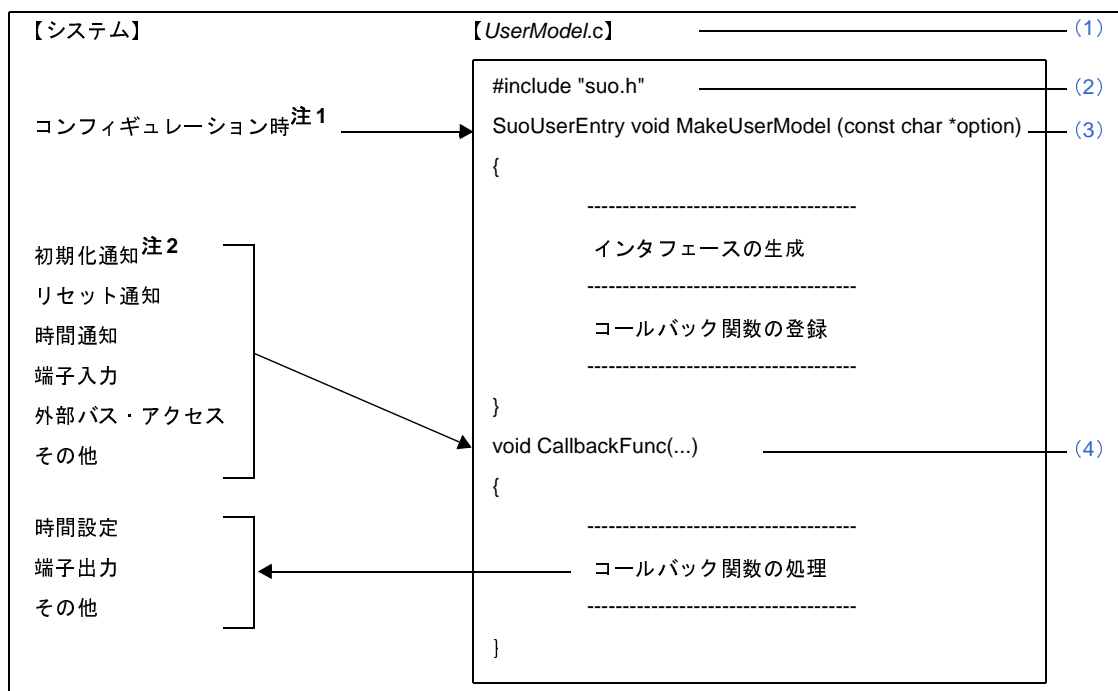 【システム】 【UserModel.c】 （1）
#include "suo.h" （2）
コンフィギュレーション時注1 SuoUserEntry void MakeUserModel (const char *option) （3）
{
---------------------------------------
初期化通知注2 インタフェースの生成
リセット通知 ---------------------------------------
時間通知 コールバック関数の登録
端子入力 ---------------------------------------
外部バス・アクセス }
その他 void CallbackFunc(...) （4）
{
時間設定 ---------------------------------------
端子出力 コールバック関数の処理
その他 ---------------------------------------
}